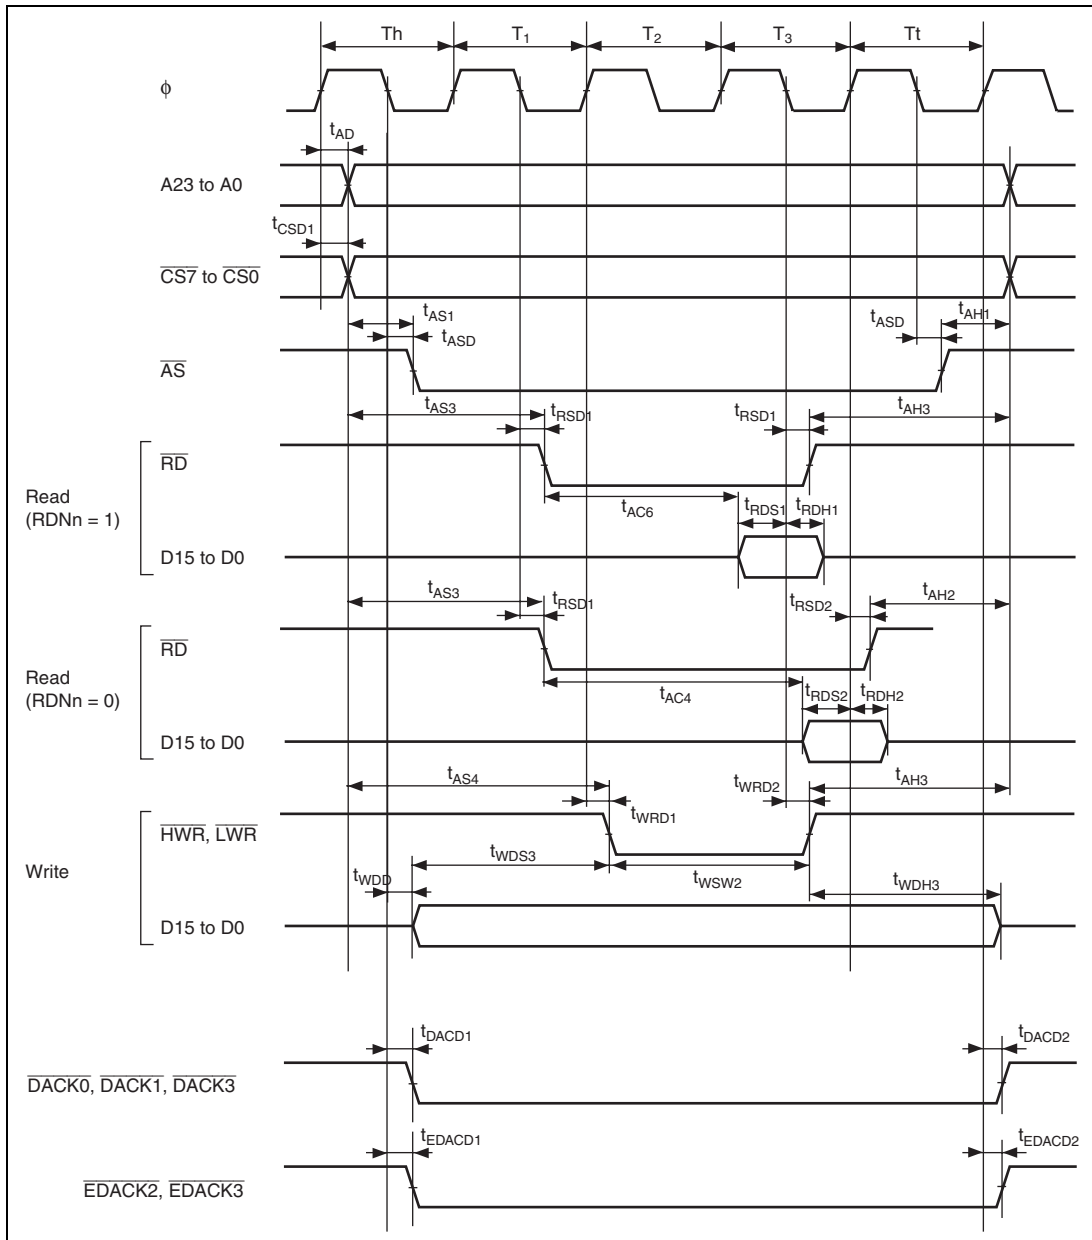 Th T1 T2 T3 Tt
ϕ
tAD
A23 to A0
tCSD1
CS7 to CS0
tAS1
tASD tASD tAH1
AS
tAS3 tRSD1 tRSD1 tAH3
RD
Read
(RDNn = 1)
tAC6 tRDS1 tRDH1
D15 to D0
tAS3 tRSD1 tRSD2 tAH2
RD
Read
(RDNn = 0)
tAC4 tRDS2 tRDH2
D15 to D0
tAS4 tWRD1 tWRD2 tAH3
HWR, LWR
Write
tWDD tWDS3 tWSW2 tWDH3
D15 to D0
tDACD1 tDACD2
DACK0, DACK1, DACK3
tEDACD1 tEDACD2
EDACK2, EDACK3